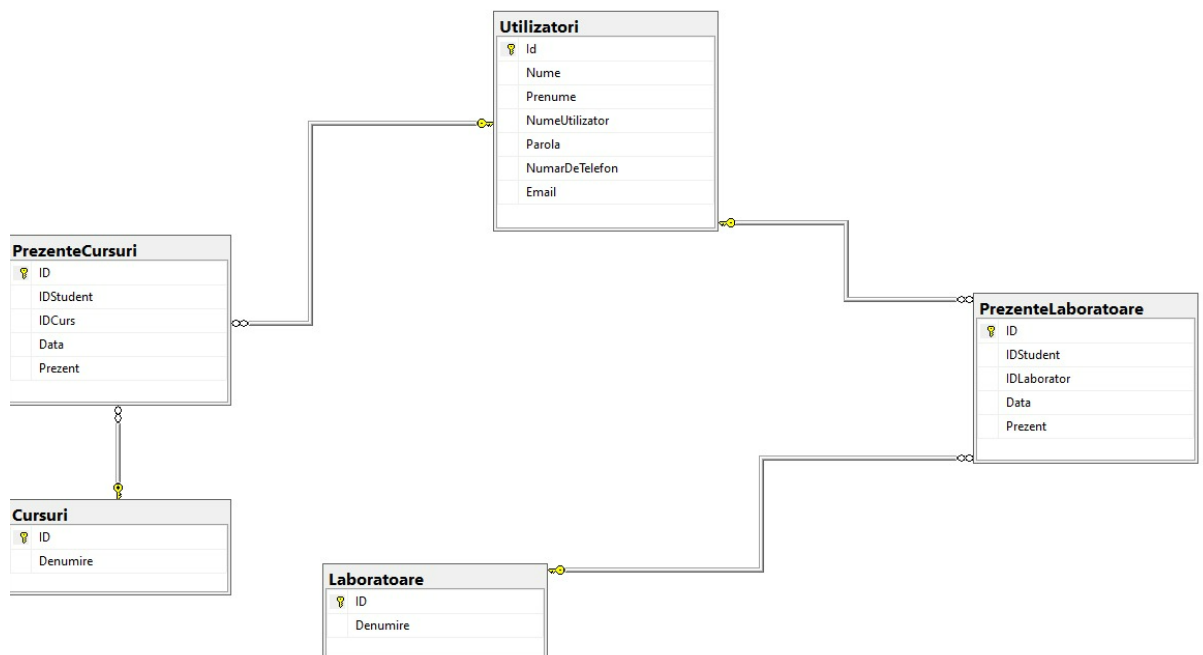 Utilizatori
Id
Nume
Prenume
NumeUtilizator
Parola
NumarDeTelefon
Email
PrezenteCursuri
ID
IDStudent
IDCurs
Data
Prezent
PrezenteLaboratoare
ID
IDStudent
IDLaborator
Data
Prezent
Cursuri
ID
Denumire
Laboratoare
ID
Denumire